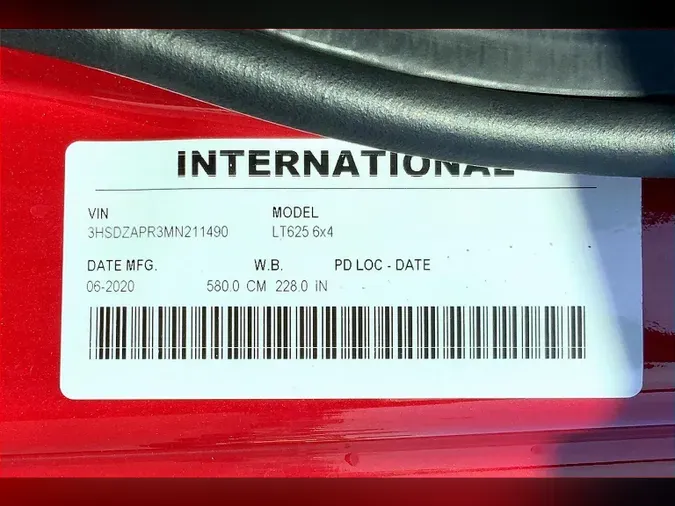 INTERNATIONAL
VIN MODEL
3HSDZAPR3MN211490 LT625 6x4
DATE MFG. W.B. PD LOC - DATE
06-2020 580.0 CM 228.0 iN